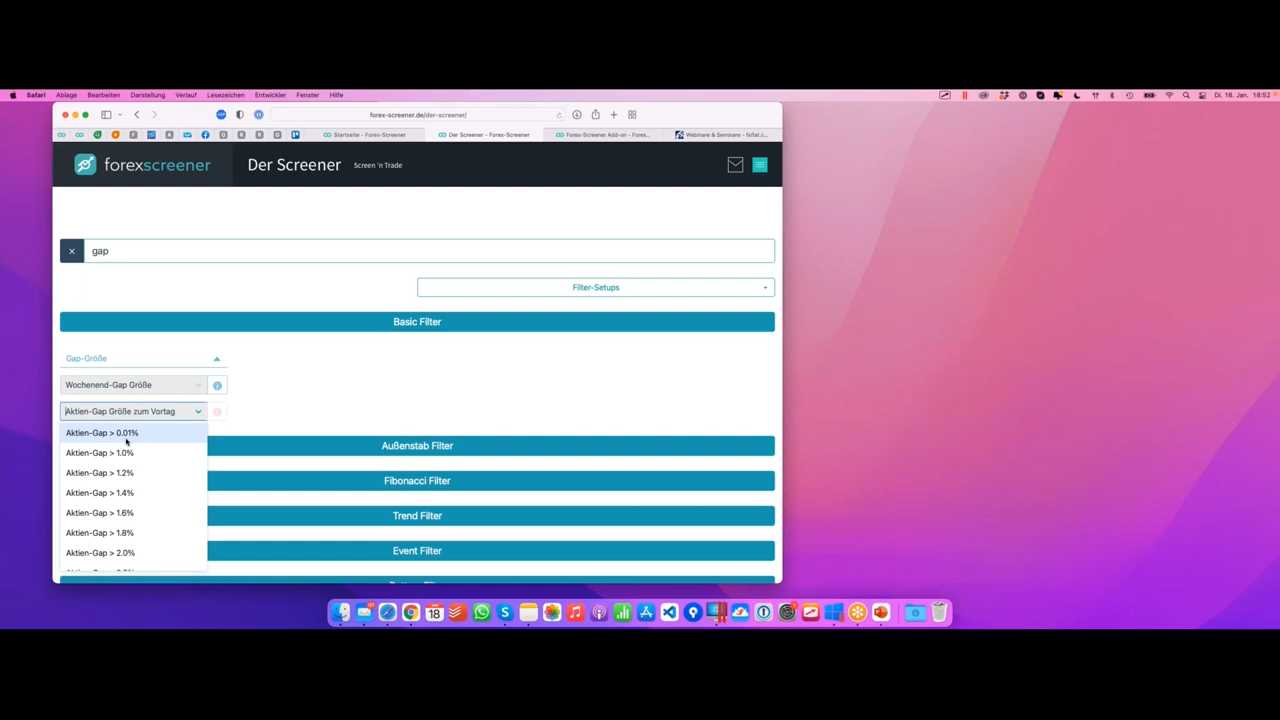 Safari Ablage Bearbeiten Darstellung Verlauf Lesezeichen Entwickler Fenster Hilfe Di. 18. Jan. 18:52
forex-screener.de/der-screener/
Startseite - Forex-Screener Der Screener - Forex-Screener Forex-Screener Add-on - Forex... Webinare & Seminare - fxflat.c...
forexscreener Der Screener Screen 'n Trade
gap
Filter-Setups
Basic Filter
Gap-Größe
Wochenend-Gap Größe
Aktien-Gap Größe zum Vortag
Aktien-Gap > 0.01%
Außenstab Filter
Aktien-Gap > 1.0%
Aktien-Gap > 1.2%
Fibonacci Filter
Aktien-Gap > 1.4%
Aktien-Gap > 1.6%
Trend Filter
Aktien-Gap > 1.8%
Aktien-Gap > 2.0%
Event Filter
18